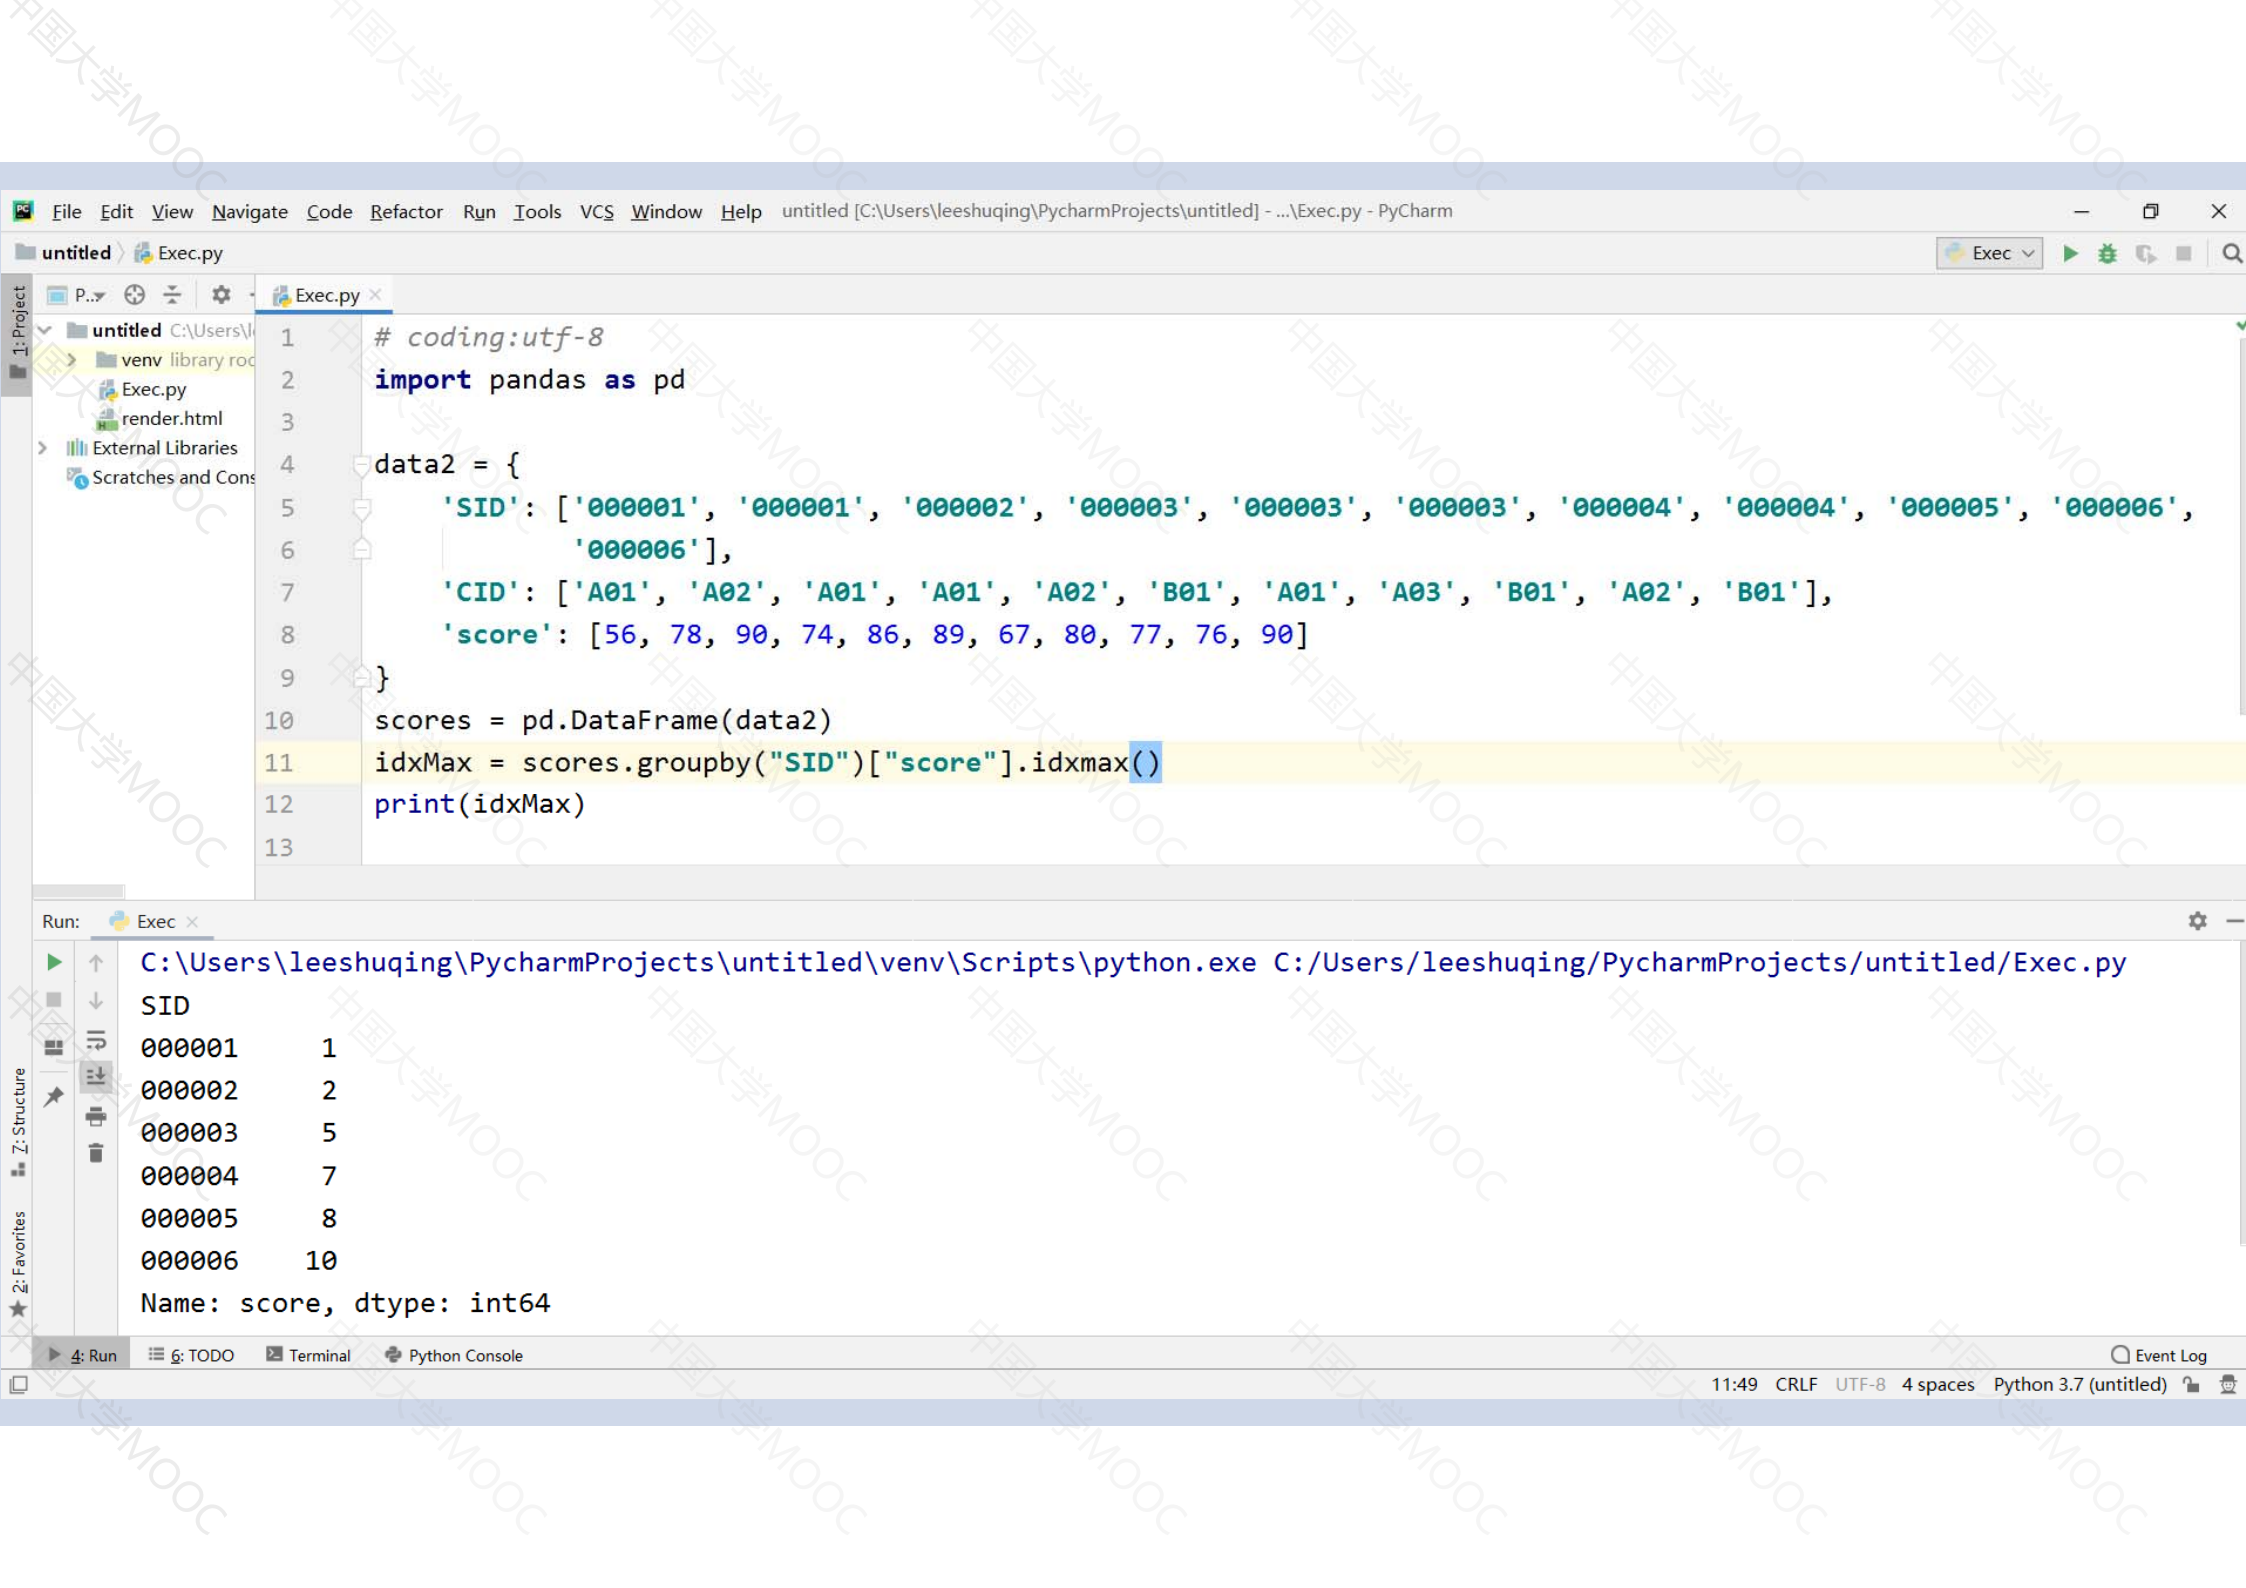 File Edit View Navigate Code Refactor Run Tools VCS Window Help untitled [C:\Users\leeshuqing\PycharmProjects\untitled] - ...\Exec.py - PyCharm
untitled Exec.py Exec
1: Project
P.. Exec.py
untitled C:\Users\l
venv library roo
Exec.py
render.html
External Libraries
Scratches and Cons
1 # coding:utf-8
2 import pandas as pd
3
4 data2 = {
5 'SID': ['000001', '000001', '000002', '000003', '000003', '000003', '000004', '000004', '000005', '000006',
6 '000006'],
7 'CID': ['A01', 'A02', 'A01', 'A01', 'A02', 'B01', 'A01', 'A03', 'B01', 'A02', 'B01'],
8 'score': [56, 78, 90, 74, 86, 89, 67, 80, 77, 76, 90]
9 }
10 scores = pd.DataFrame(data2)
11 idxMax = scores.groupby("SID")["score"].idxmax()
12 print(idxMax)
13
Run: Exec
C:\Users\leeshuqing\PycharmProjects\untitled\venv\Scripts\python.exe C:/Users/leeshuqing/PycharmProjects/untitled/Exec.py
SID
000001 1
000002 2
000003 5
000004 7
000005 8
000006 10
Name: score, dtype: int64
Z: Structure
2: Favorites
4: Run 6: TODO Terminal Python Console Event Log
11:49 CRLF UTF-8 4 spaces Python 3.7 (untitled)
中国大学MOOC